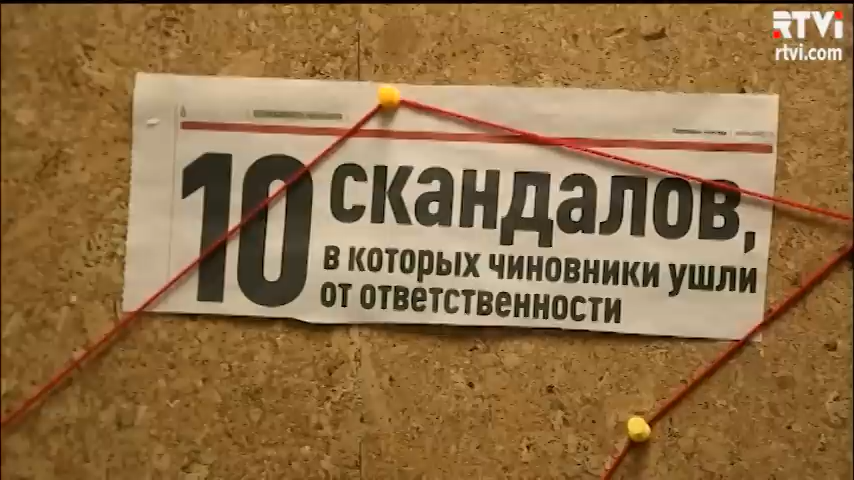 RTVi
rtvi.com
10 скандалов,
в которых чиновники ушли
от ответственности